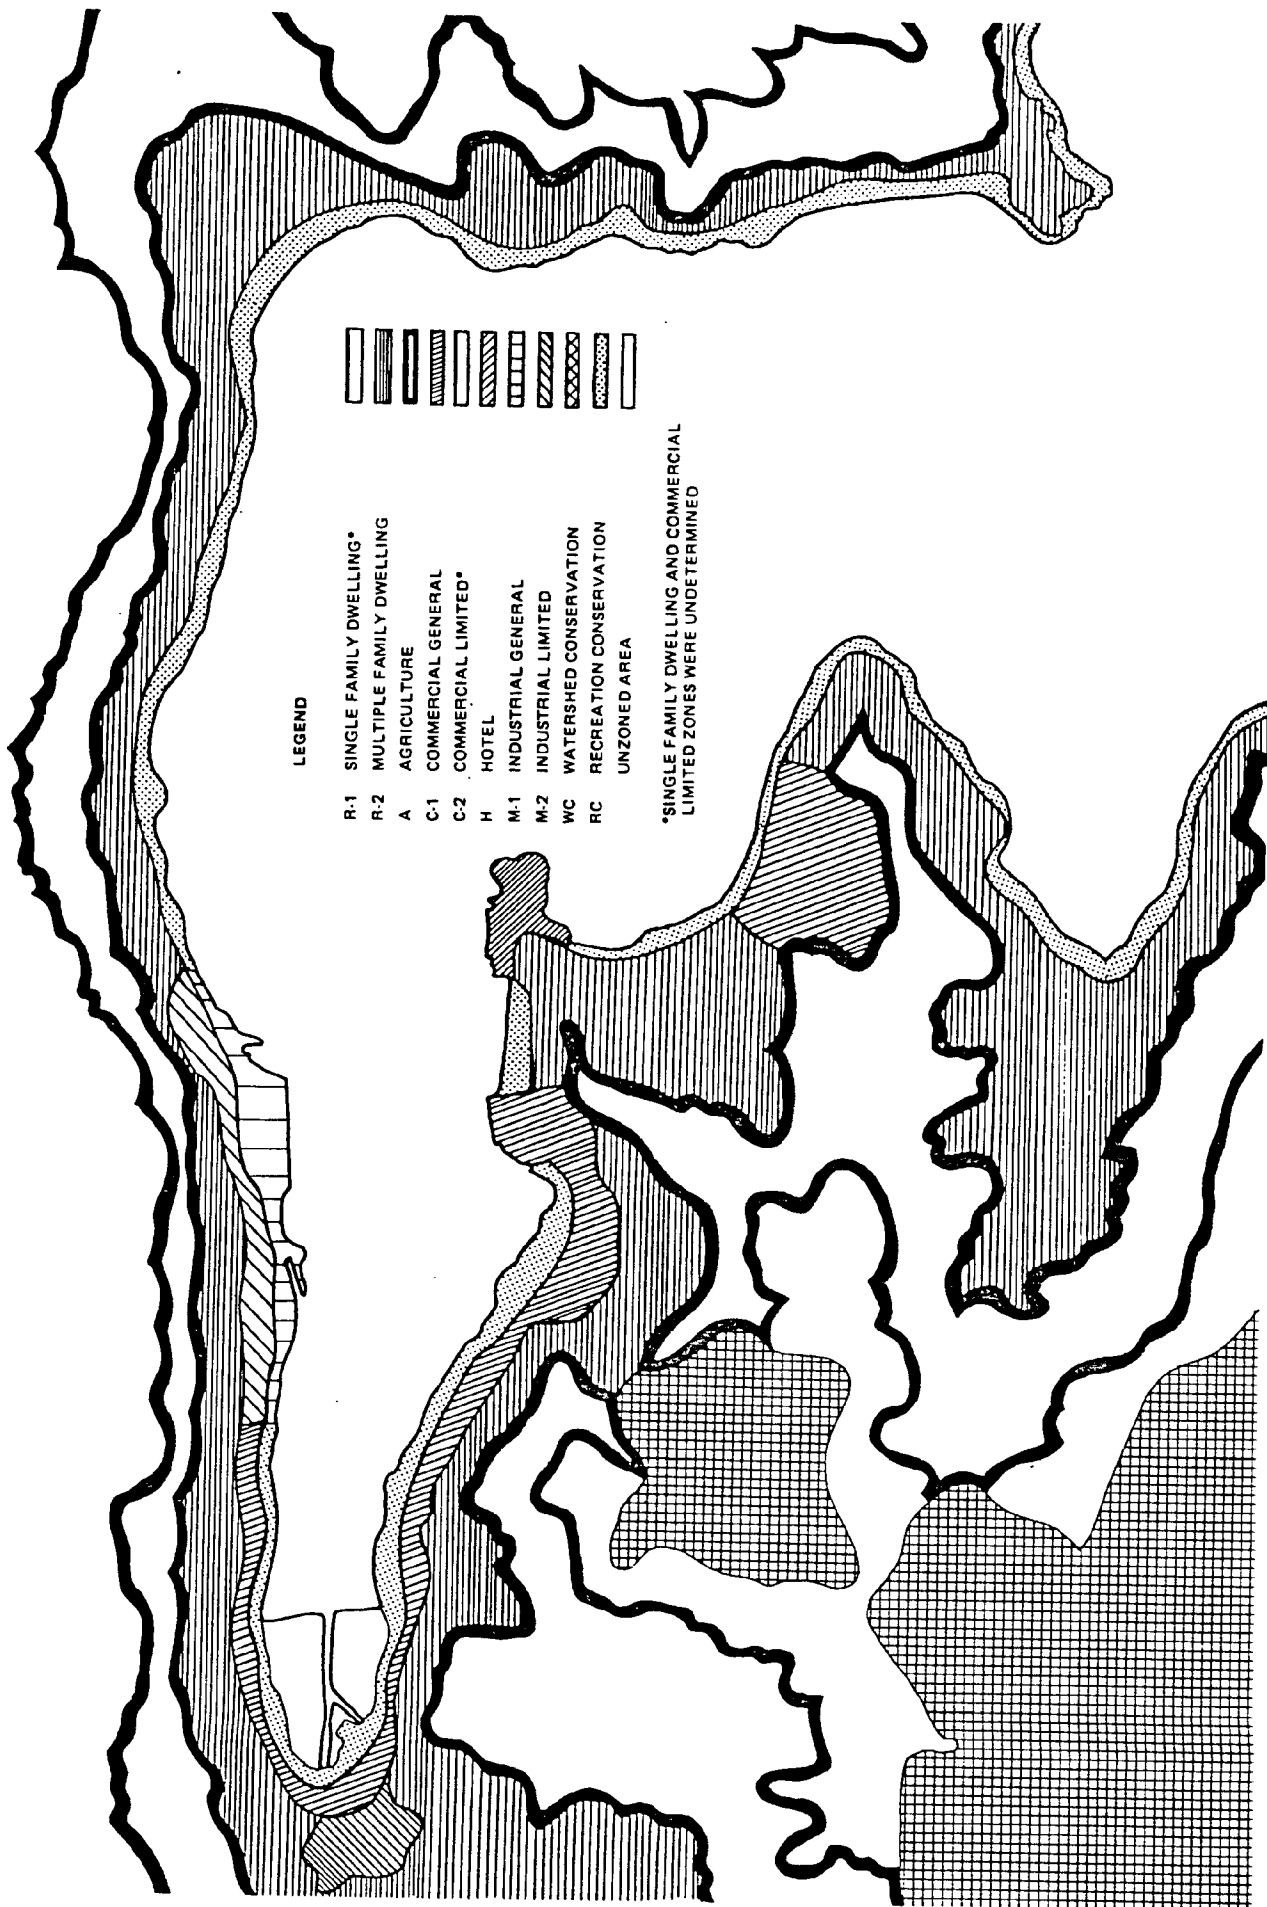 LEGEND
R-1 SINGLE FAMILY DWELLING*
R-2 MULTIPLE FAMILY DWELLING
A AGRICULTURE
C-1 COMMERCIAL GENERAL
C-2 COMMERCIAL LIMITED*
H HOTEL
M-1 INDUSTRIAL GENERAL
M-2 INDUSTRIAL LIMITED
WC WATERSHED CONSERVATION
RC RECREATION CONSERVATION
UNZONED AREA
*SINGLE FAMILY DWELLING AND COMMERCIAL
LIMITED ZONES WERE UNDETERMINED